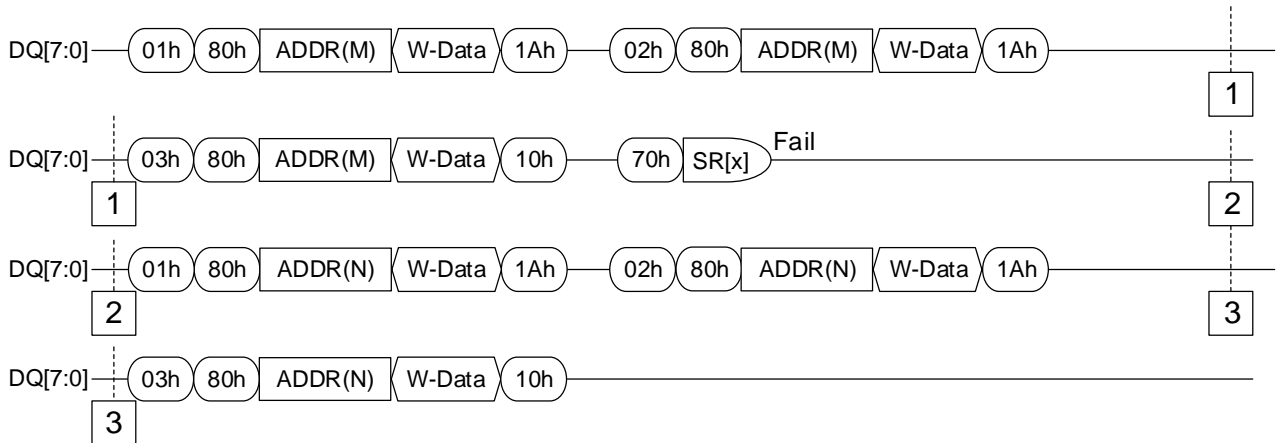 DQ[7:0] 01h 80h ADDR(M) W-Data 1Ah 02h 80h ADDR(M) W-Data 1Ah
1
DQ[7:0] 03h 80h ADDR(M) W-Data 10h 70h SR[x] Fail
1 2
DQ[7:0] 01h 80h ADDR(N) W-Data 1Ah 02h 80h ADDR(N) W-Data 1Ah
2 3
DQ[7:0] 03h 80h ADDR(N) W-Data 10h
3